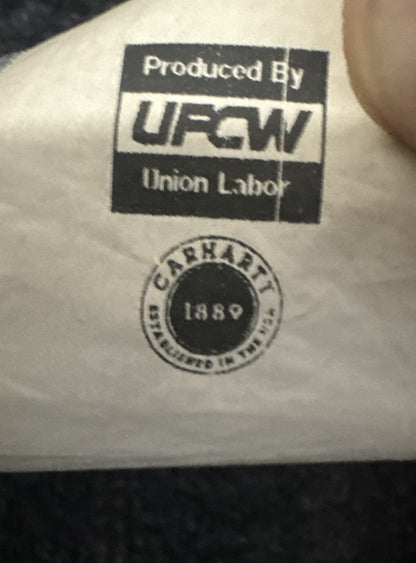 Produced By
UFCW
Union Labor
CARHARTT
1889
ESTABLISHED IN THE USA